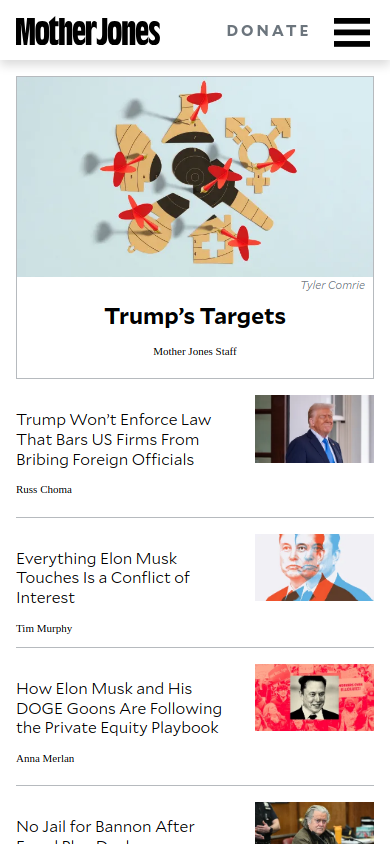 Mother Jones
DONATE
Tyler Comrie
Trump's Targets
Mother Jones Staff
Trump Won't Enforce Law
That Bars US Firms From
Bribing Foreign Officials
Russ Choma
Everything Elon Musk
Touches Is a Conflict of
Interest
Tim Murphy
How Elon Musk and His
DOGE Goons Are Following
the Private Equity Playbook
Anna Merlan
No Jail for Bannon After